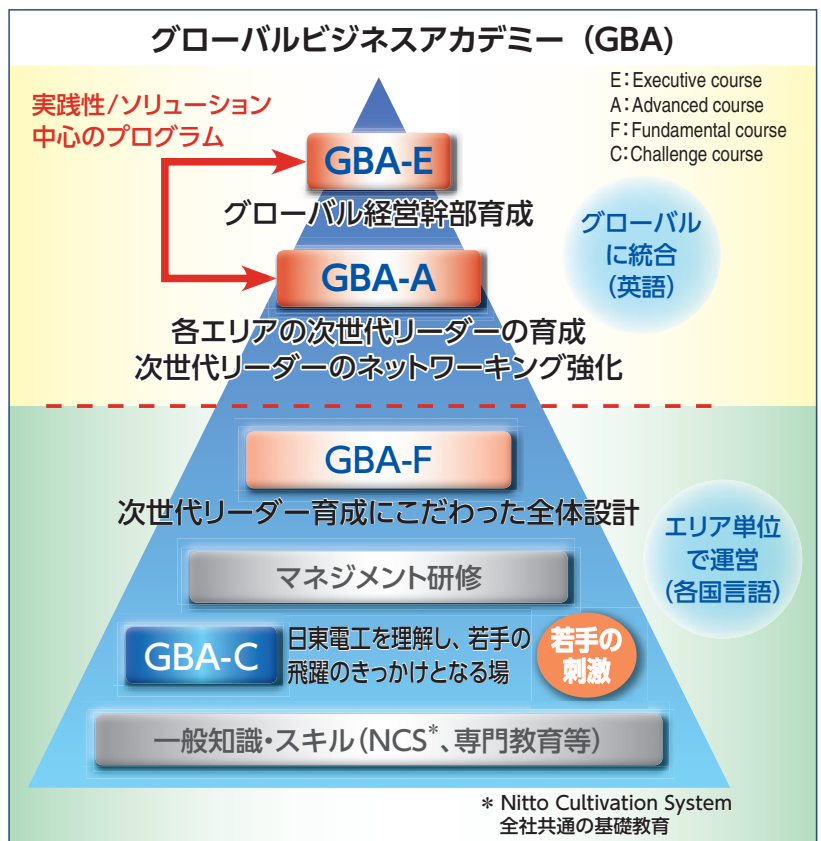 グローバルビジネスアカデミー（GBA）
実践性/ソリューション
中心のプログラム
E：Executive course
A：Advanced course
F：Fundamental course
C：Challenge course
GBA-E
グローバル経営幹部育成
グローバル
に統合
（英語）
GBA-A
各エリアの次世代リーダーの育成
次世代リーダーのネットワーキング強化
GBA-F
次世代リーダー育成にこだわった全体設計
エリア単位
で運営
（各国言語）
マネジメント研修
GBA-C
日東電工を理解し、若手の
飛躍のきっかけとなる場
若手の
刺激
一般知識・スキル（NCS*、専門教育等）
* Nitto Cultivation System
全社共通の基礎教育